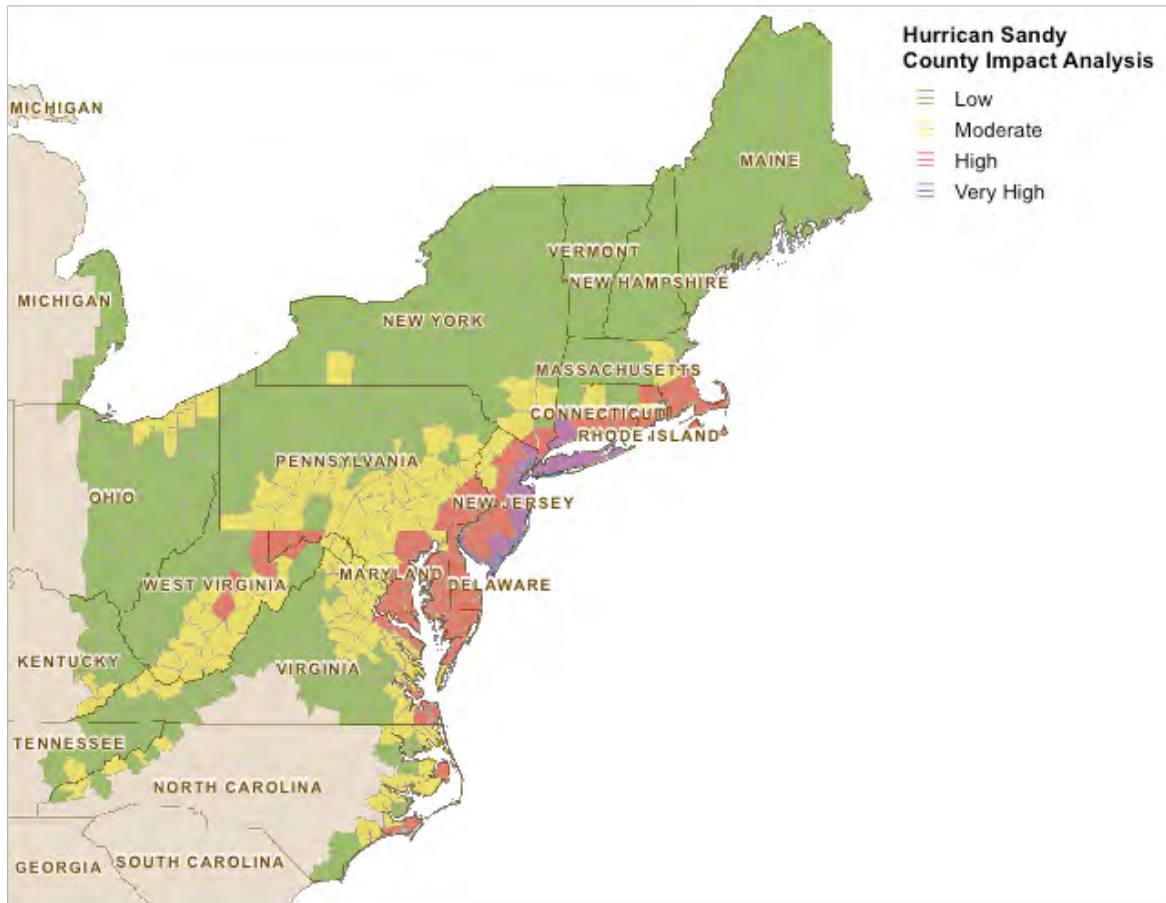 Hurrican Sandy
County Impact Analysis
Low
Moderate
High
Very High
MICHIGAN
MAINE
VERMONT
NEW HAMPSHIRE
MICHIGAN
NEW YORK
MASSACHUSETTS
CONNECTICUT
RHODE ISLAND
PENNSYLVANIA
OHIO
NEW JERSEY
MARYLAND
DELAWARE
WEST VIRGINIA
KENTUCKY
VIRGINIA
TENNESSEE
NORTH CAROLINA
GEORGIA
SOUTH CAROLINA